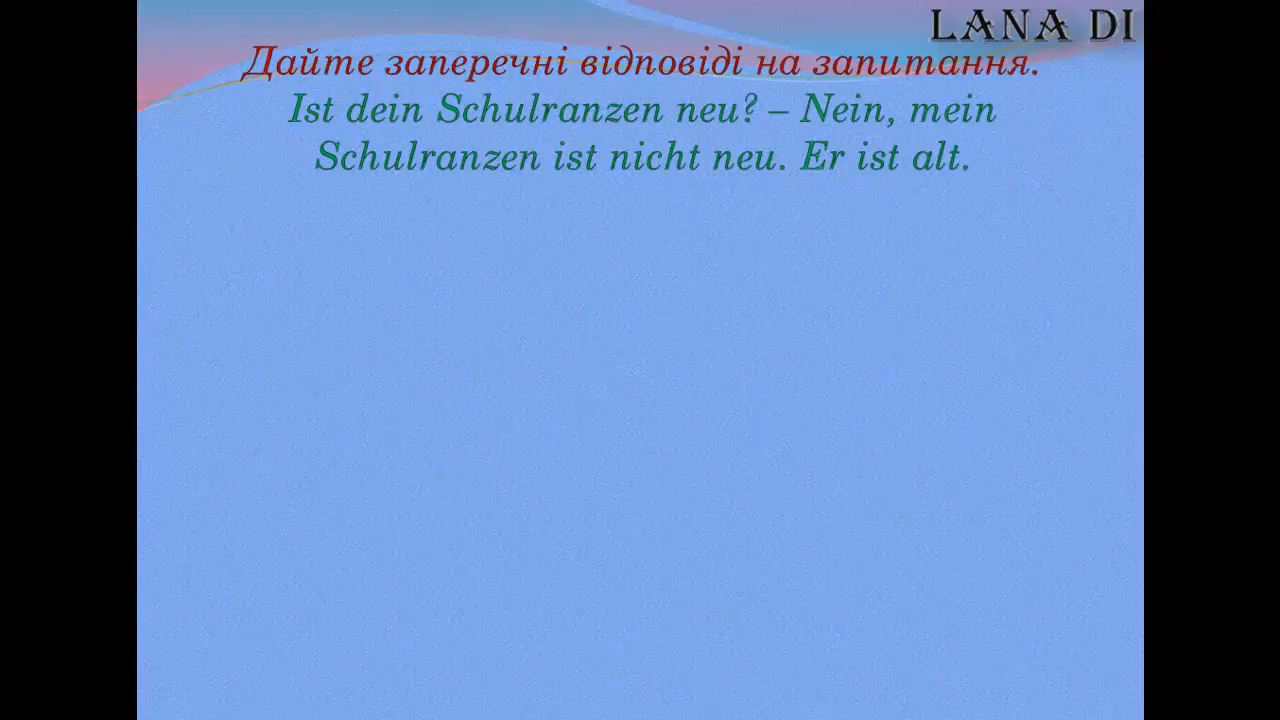 LANA DI
Дайте заперечні відповіді на запитання.
Ist dein Schulranzen neu? – Nein, mein
Schulranzen ist nicht neu. Er ist alt.